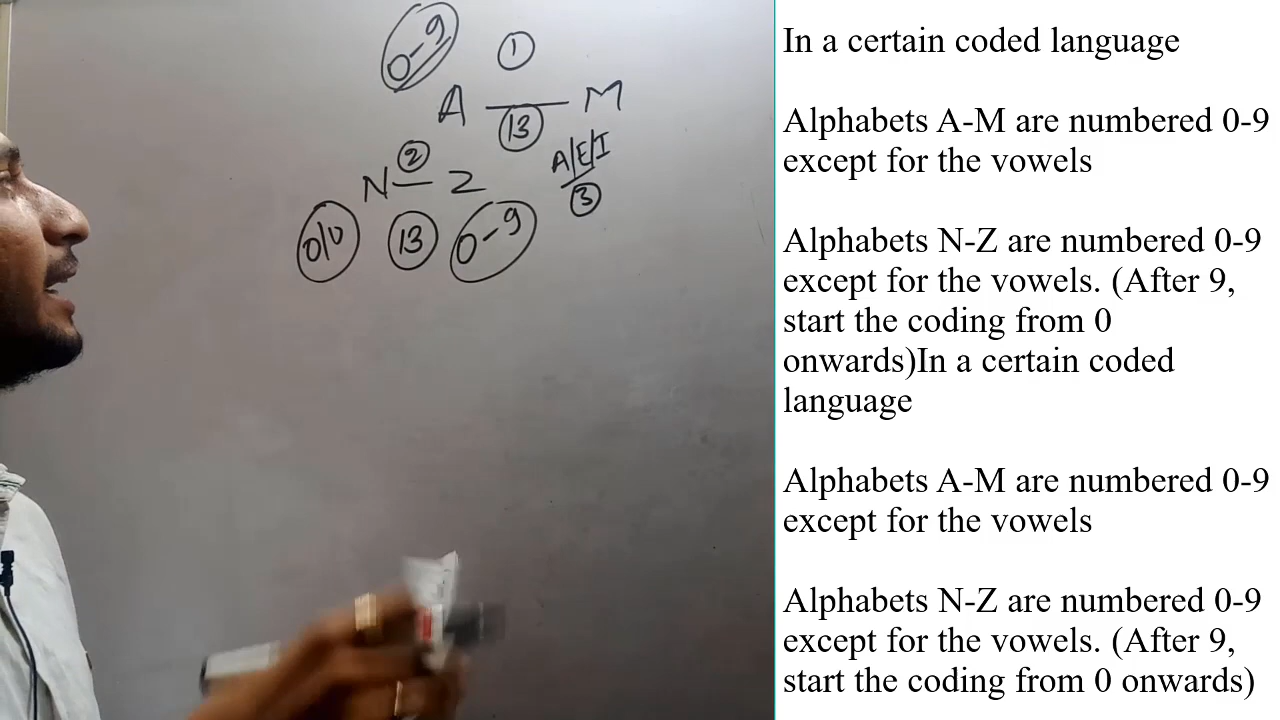 0-9 1
A — M
13
2 A/E/I
N — Z 3
0/10 13 0-9
In a certain coded language
Alphabets A-M are numbered 0-9
except for the vowels
Alphabets N-Z are numbered 0-9
except for the vowels. (After 9,
start the coding from 0
onwards)In a certain coded
language
Alphabets A-M are numbered 0-9
except for the vowels
Alphabets N-Z are numbered 0-9
except for the vowels. (After 9,
start the coding from 0 onwards)